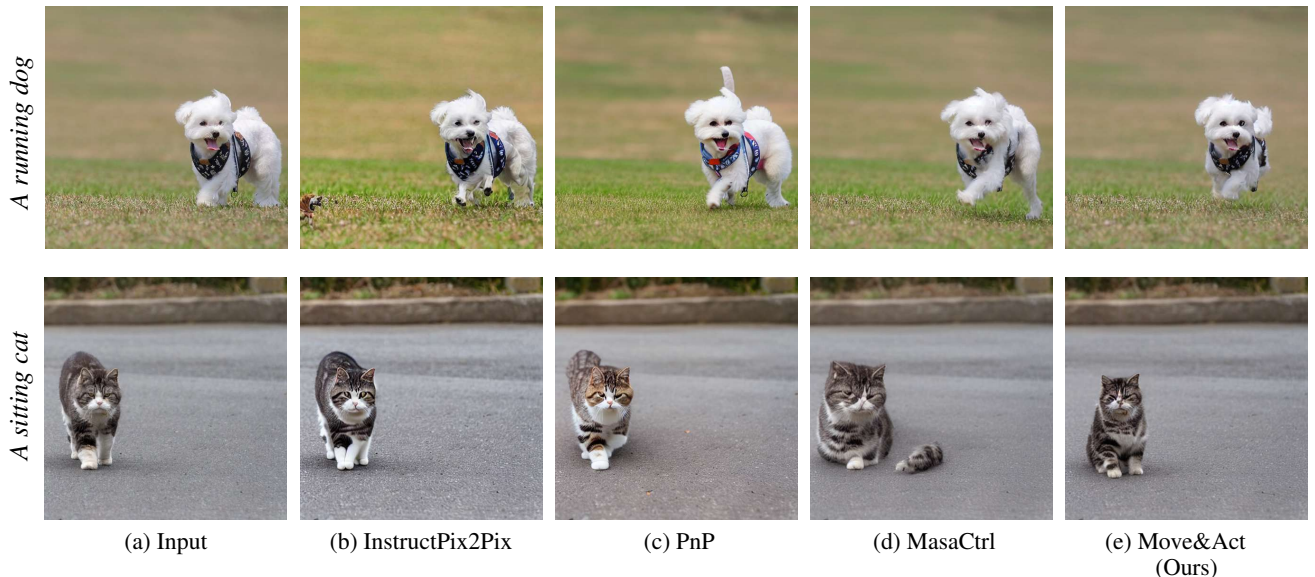 A running dog
A sitting cat
(a) Input
(b) InstructPix2Pix
(c) PnP
(d) MasaCtrl
(e) Move&Act
(Ours)